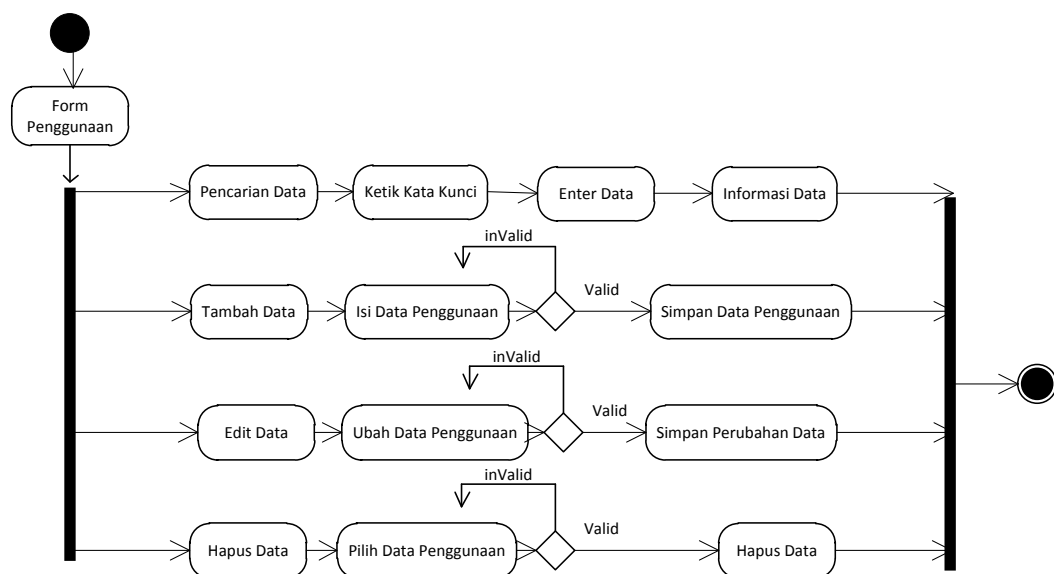 Form
Penggunaan
Pencarian Data
Ketik Kata Kunci
Enter Data
Informasi Data
inValid
Tambah Data
Isi Data Penggunaan
Valid
Simpan Data Penggunaan
inValid
Edit Data
Ubah Data Penggunaan
Valid
Simpan Perubahan Data
inValid
Hapus Data
Pilih Data Penggunaan
Valid
Hapus Data